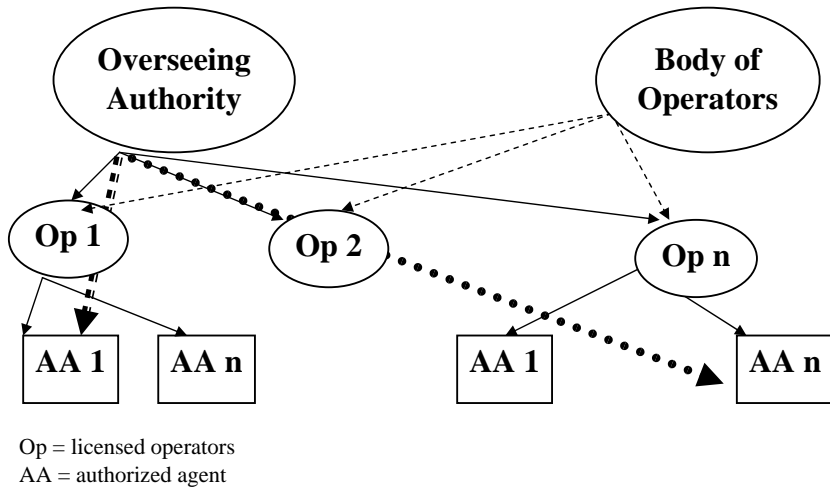 Overseeing
Authority
Body of
Operators
Op 1
Op 2
Op n
AA 1
AA n
AA 1
AA n
Op = licensed operators
AA = authorized agent